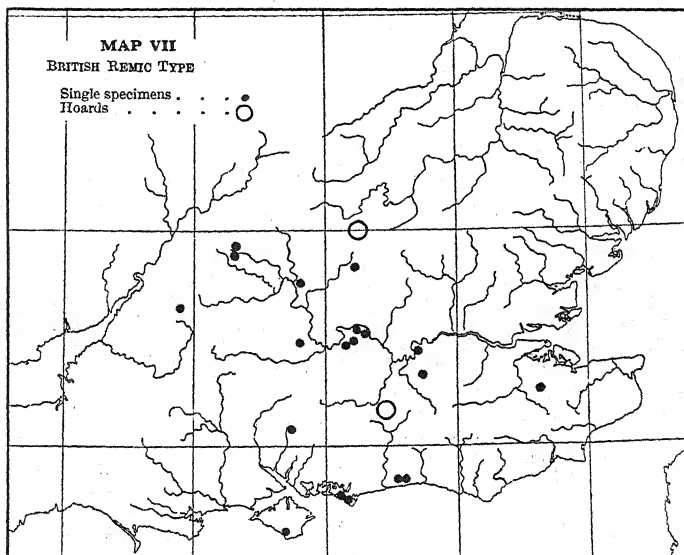 MAP VII
BRITISH REMIC TYPE
Single specimens . . .
Hoards . . . . . .